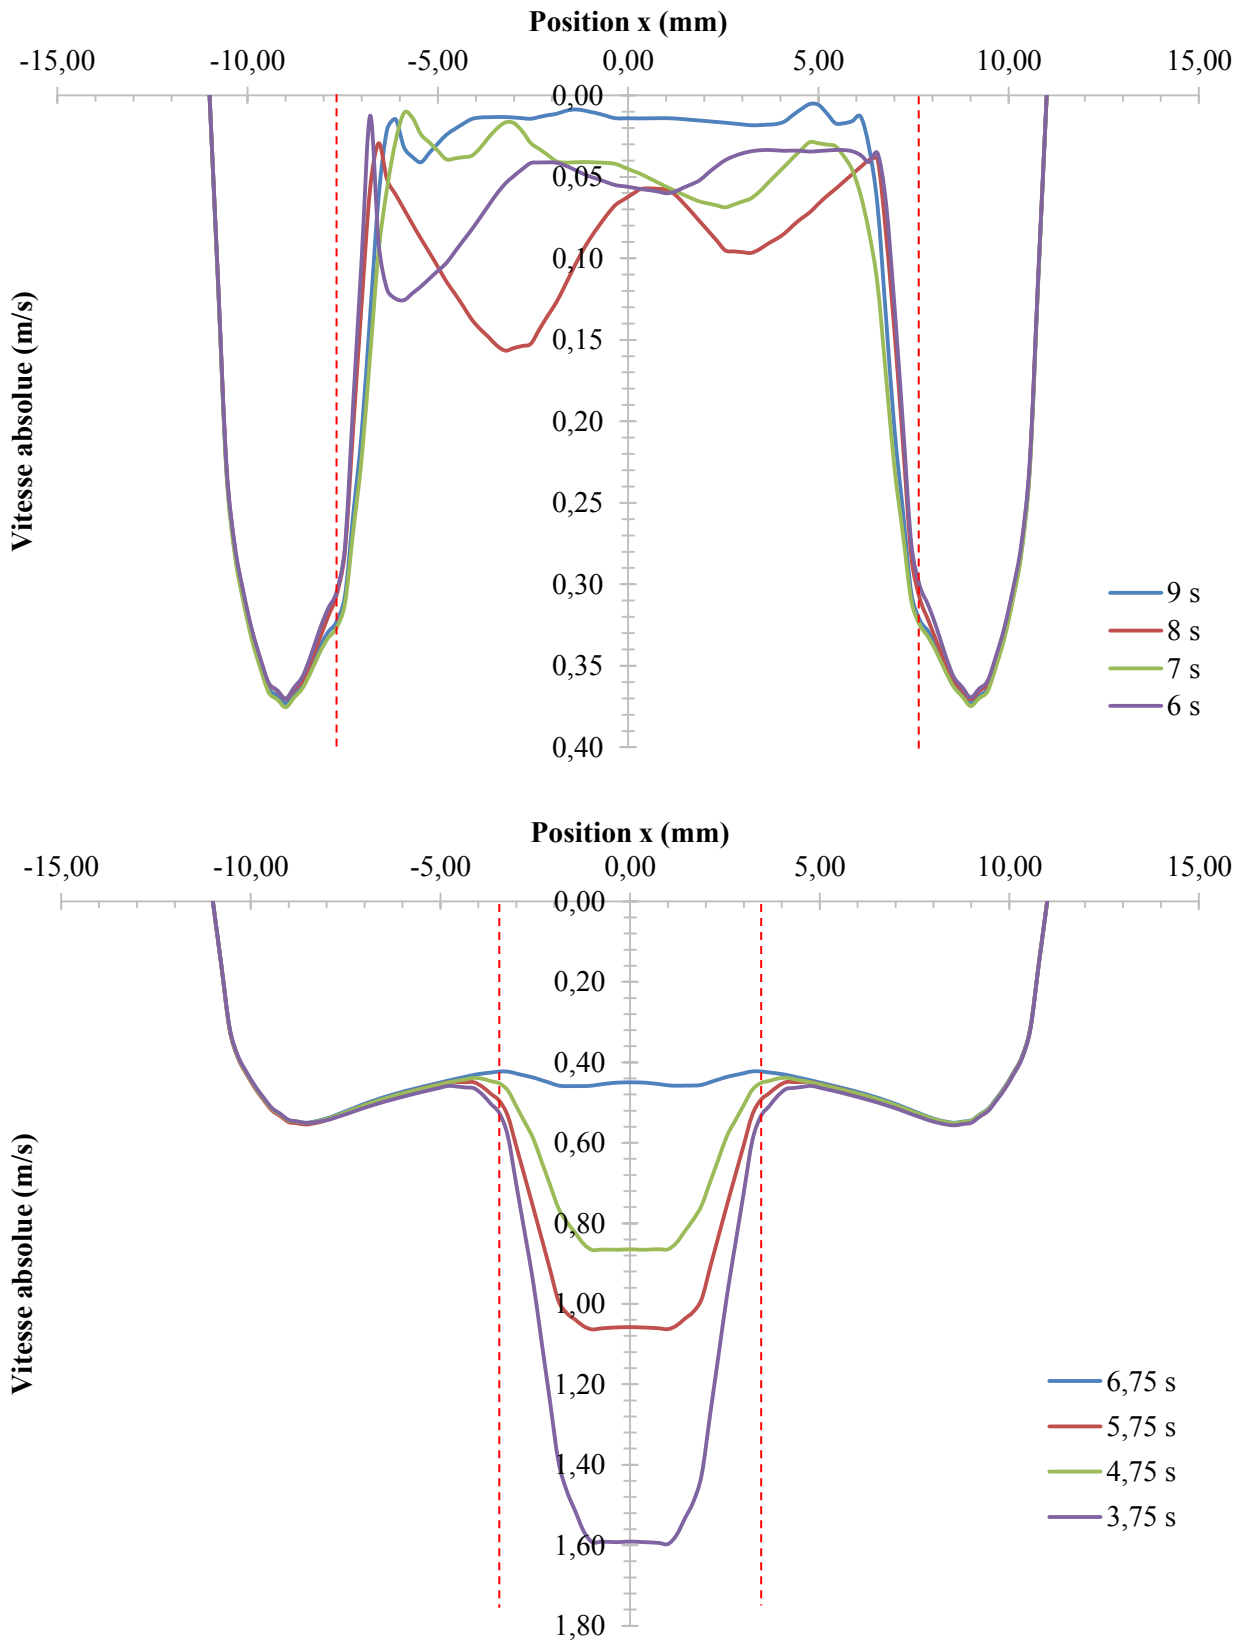 Position x (mm)
-15,00 -10,00 -5,00 0,00 5,00 10,00 15,00
0,00
0,05
0,10
0,15
0,20
0,25
0,30
0,35
0,40
Vitesse absolue (m/s)
9 s
8 s
7 s
6 s
Position x (mm)
-15,00 -10,00 -5,00 0,00 5,00 10,00 15,00
0,00
0,20
0,40
0,60
0,80
1,00
1,20
1,40
1,60
1,80
Vitesse absolue (m/s)
6,75 s
5,75 s
4,75 s
3,75 s